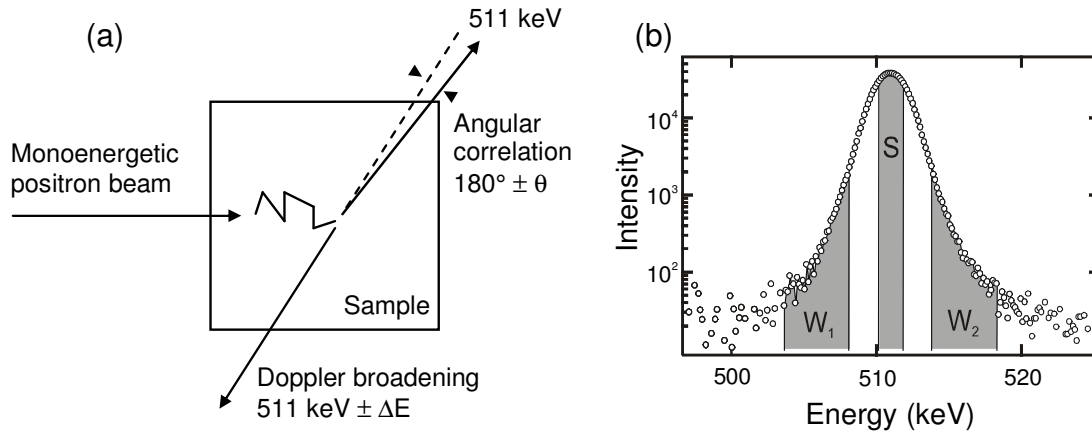 (a)
511 keV
Monoenergetic
positron beam
Angular
correlation
180° ± θ
Sample
Doppler broadening
511 keV ± ΔE
(b)
Intensity
10⁴
10³
10²
S
W₁
W₂
500
510
520
Energy (keV)